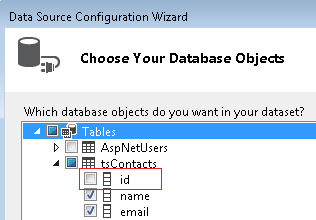 Data Source Configuration Wizard
Choose Your Database Objects
Which database objects do you want in your dataset?
Tables
AspNetUsers
tsContacts
id
name
email